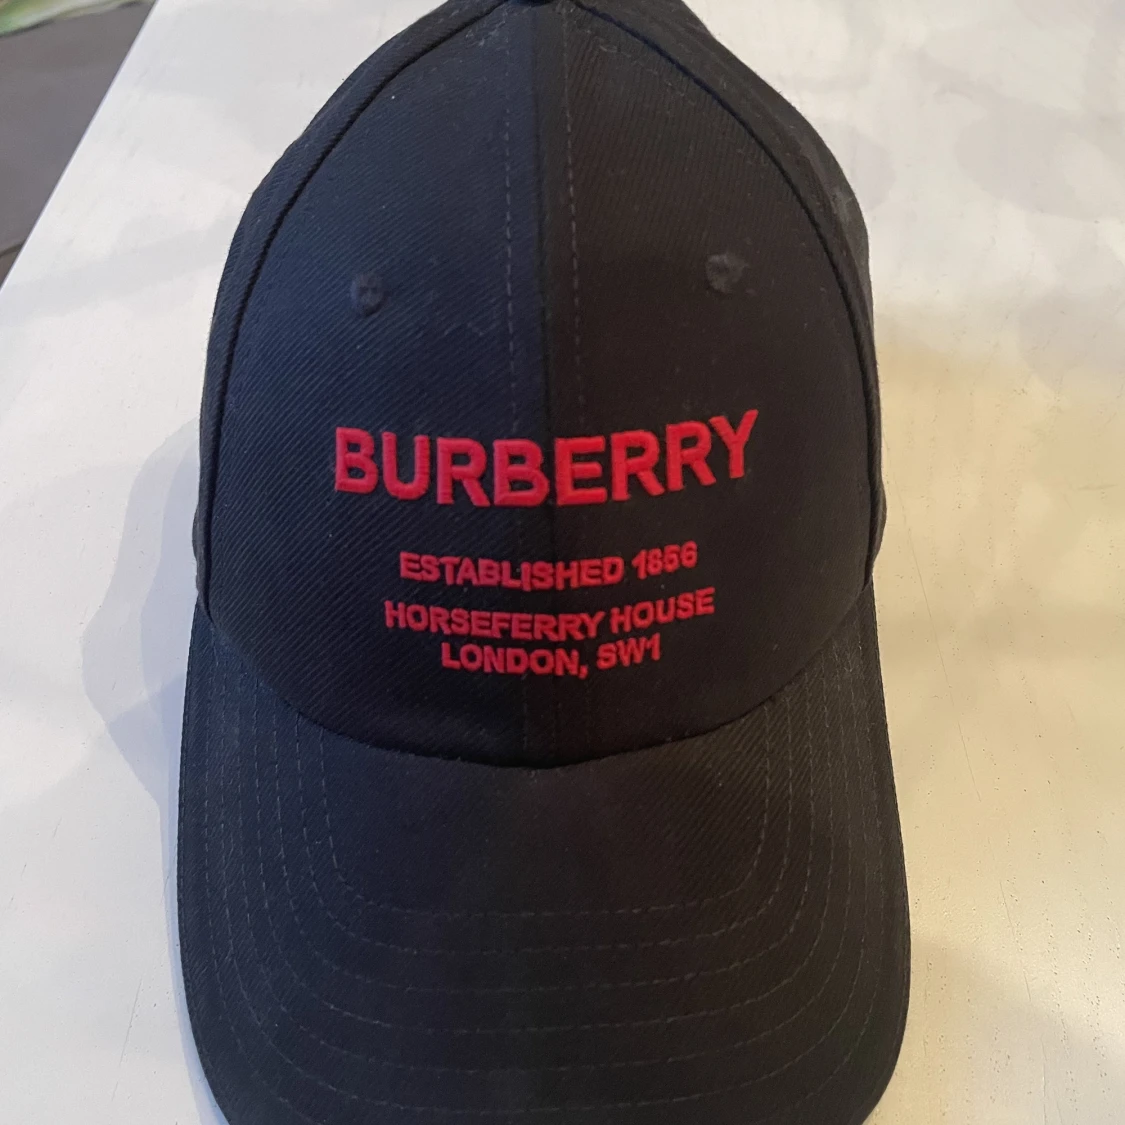 BURBERRY
ESTABLISHED 1856
HORSEFERRY HOUSE
LONDON, SW1